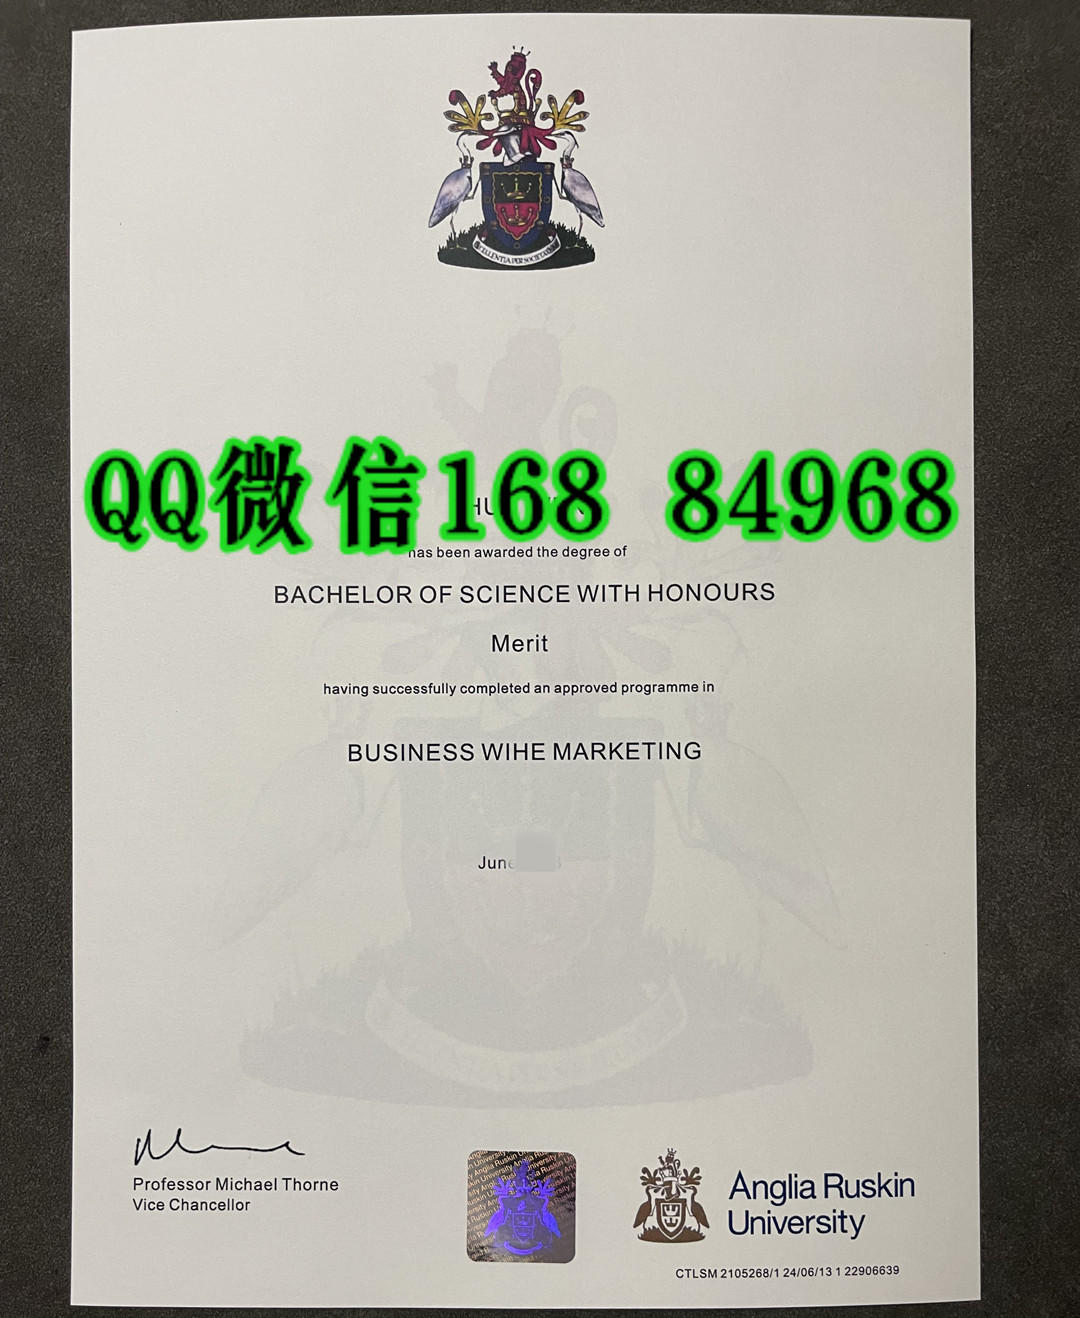 QQ微信168 84968
has been awarded the degree of
BACHELOR OF SCIENCE WITH HONOURS
Merit
having successfully completed an approved programme in
BUSINESS WIHE MARKETING
June
Professor Michael Thorne
Vice Chancellor
Anglia Ruskin
University
CTLSM 2105268/1 24/06/13 1 22906639